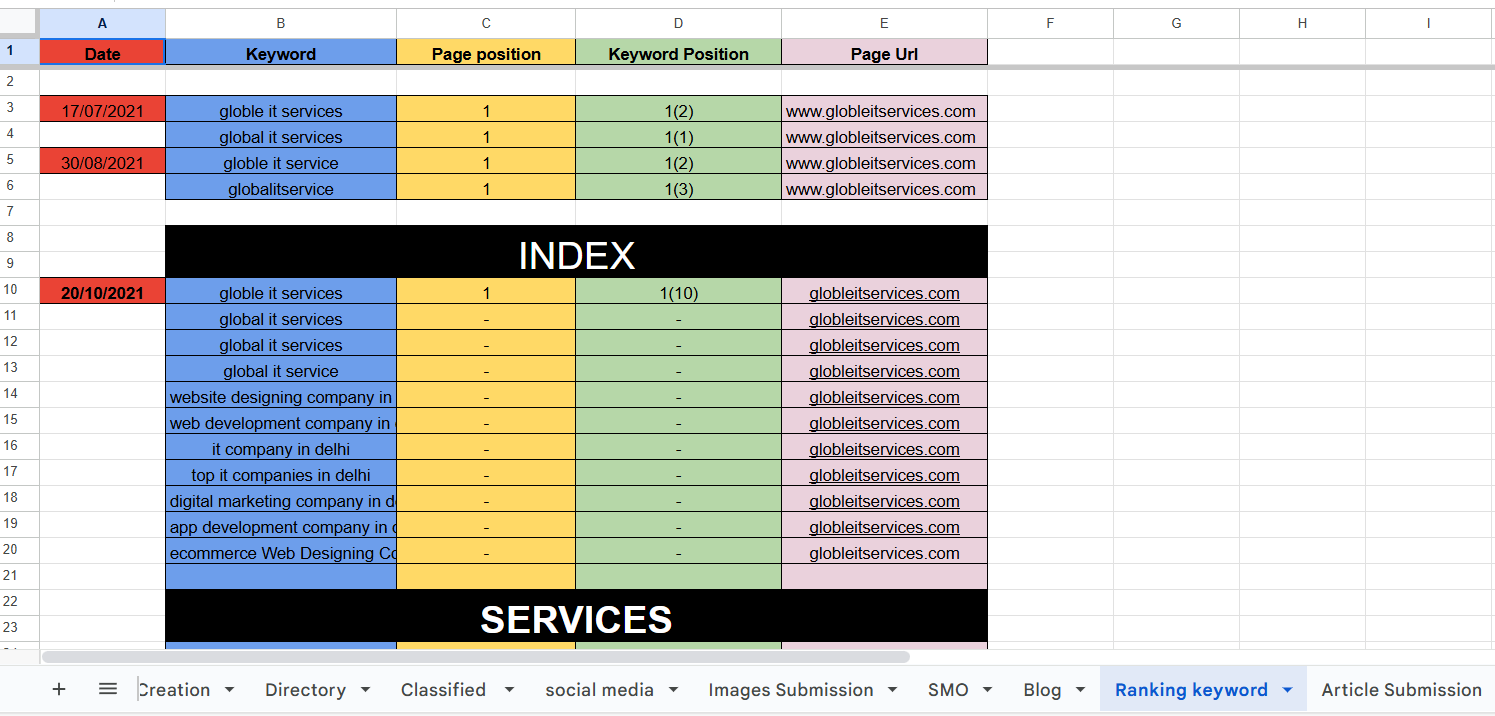 A B C D E F G H I
1 Date Keyword Page position Keyword Position Page Url
2
3 17/07/2021 globle it services 1 1(2) www.globleitservices.com
4 global it services 1 1(1) www.globleitservices.com
5 30/08/2021 globle it service 1 1(2) www.globleitservices.com
6 globalitservice 1 1(3) www.globleitservices.com
7
8
INDEX
9
10 20/10/2021 globle it services 1 1(10) globleitservices.com
11 global it services - - globleitservices.com
12 global it services - - globleitservices.com
13 global it service - - globleitservices.com
14 website designing company in - - globleitservices.com
15 web development company in - - globleitservices.com
16 it company in delhi - - globleitservices.com
17 top it companies in delhi - - globleitservices.com
18 digital marketing company in d - - globleitservices.com
19 app development company in - - globleitservices.com
20 ecommerce Web Designing Co - - globleitservices.com
21
22
SERVICES
23
+ Creation Directory Classified social media Images Submission SMO Blog Ranking keyword Article Submission